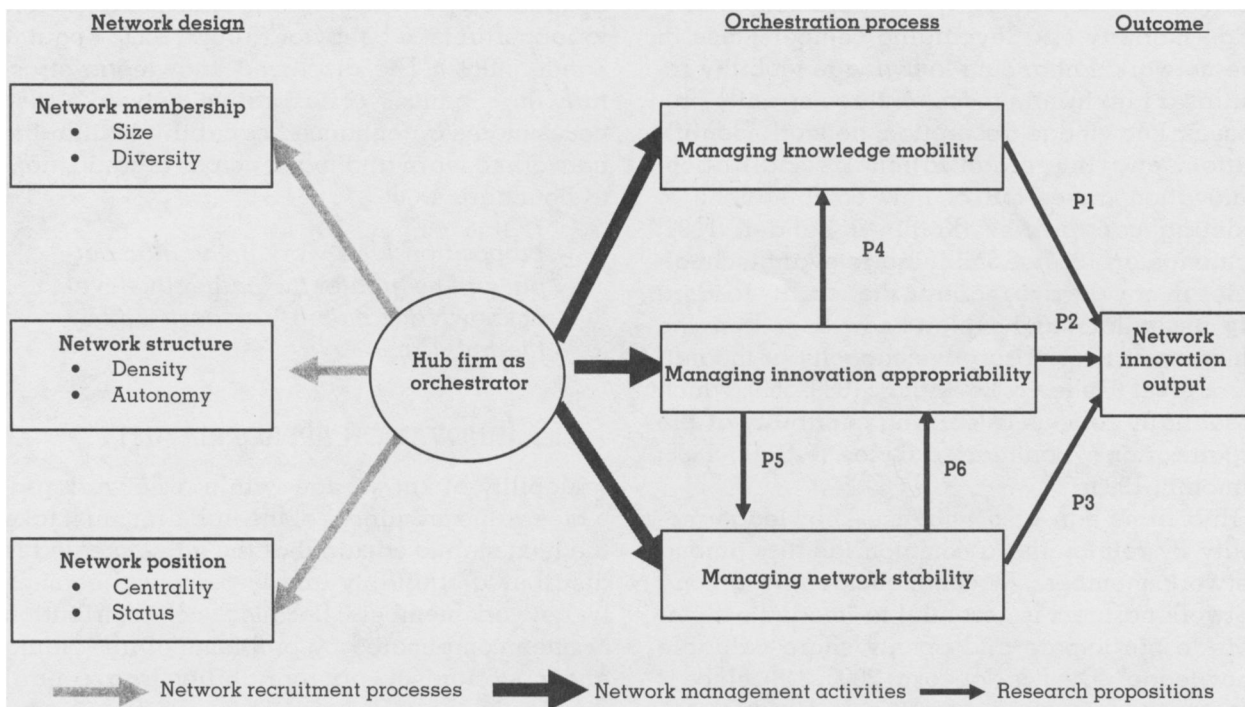 Network design
Orchestration process
Outcome
Network membership
• Size
• Diversity
Managing knowledge mobility
P1
P4
Network structure
• Density
• Autonomy
Hub firm as
orchestrator
Managing innovation appropriability
P2
Network
innovation
output
P5
P6
P3
Network position
• Centrality
• Status
Managing network stability
Network recruitment processes
Network management activities
Research propositions